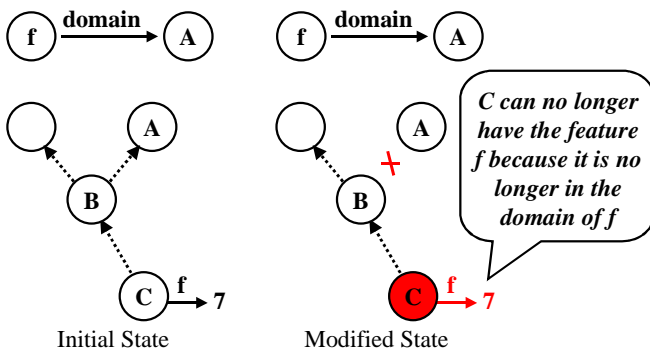 domain
f
A
domain
f
A
A
B
C
f
7
Initial State
A
B
C
f
7
Modified State
C can no longer
have the feature
f because it is no
longer in the
domain of f